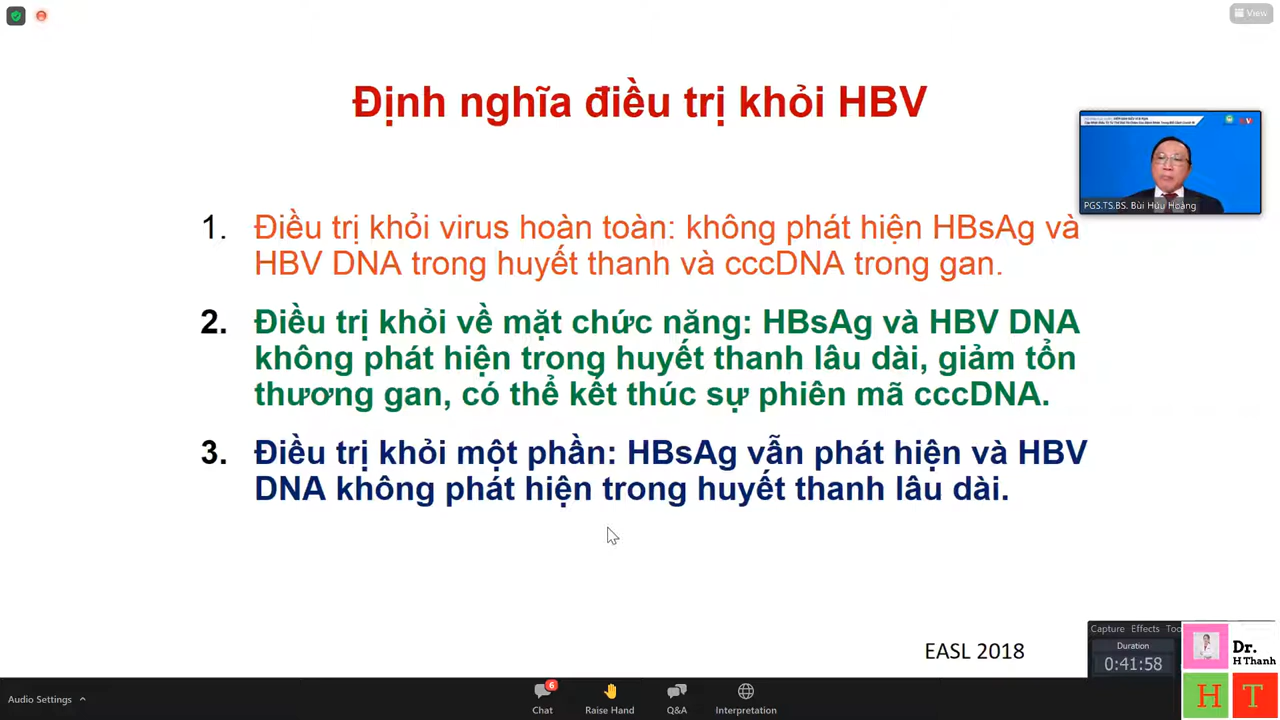 View
Định nghĩa điều trị khỏi HBV
PGS.TS.BS. Bùi Hữu Hoàng
1. Điều trị khỏi virus hoàn toàn: không phát hiện HBsAg và
HBV DNA trong huyết thanh và cccDNA trong gan.
2. Điều trị khỏi về mặt chức năng: HBsAg và HBV DNA
không phát hiện trong huyết thanh lâu dài, giảm tổn
thương gan, có thể kết thúc sự phiên mã cccDNA.
3. Điều trị khỏi một phần: HBsAg vẫn phát hiện và HBV
DNA không phát hiện trong huyết thanh lâu dài.
EASL 2018
Capture Effects
Duration
0:41:58
Dr.
H Thanh
H T
Audio Settings
6
Chat
Raise Hand
Q&A
Interpretation